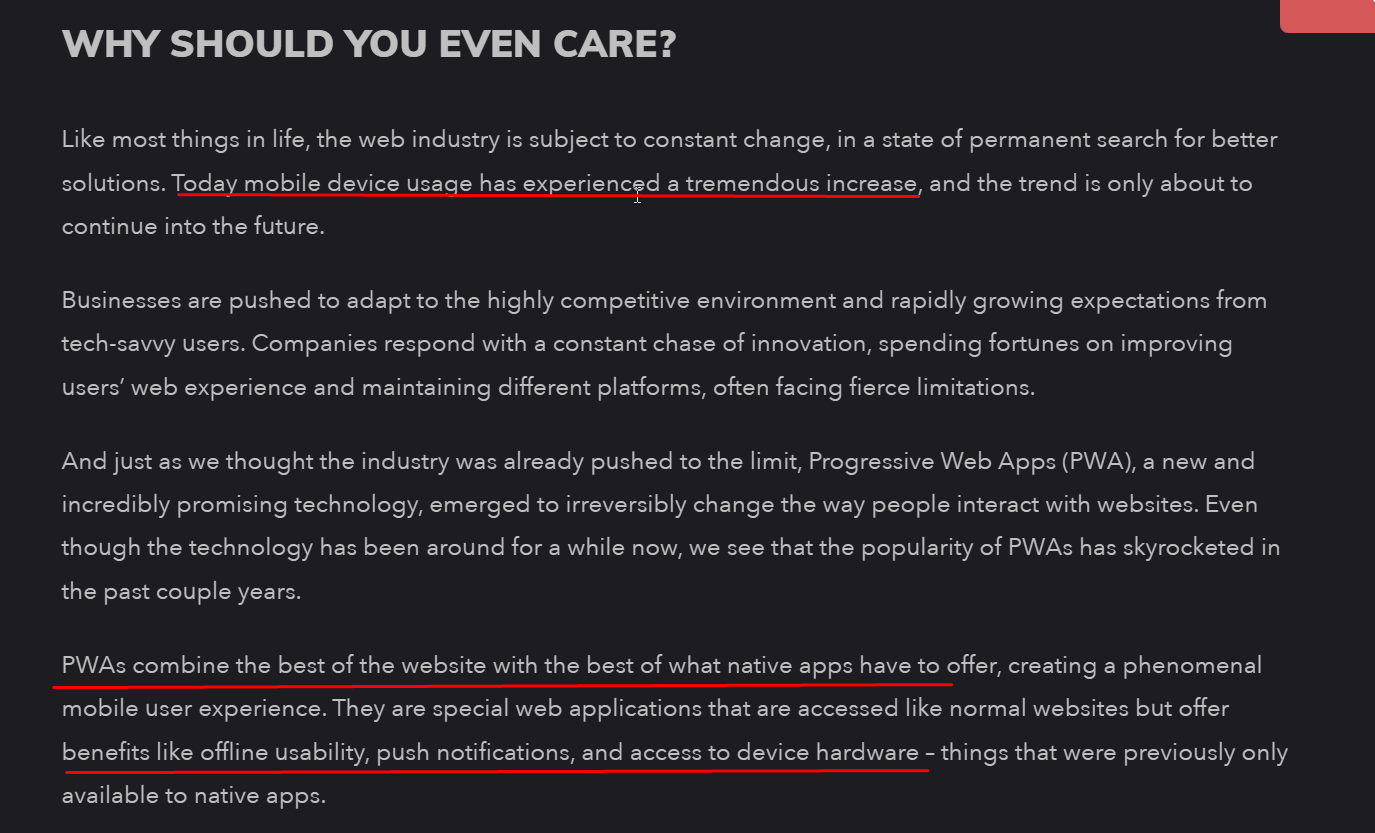 WHY SHOULD YOU EVEN CARE?
Like most things in life, the web industry is subject to constant change, in a state of permanent search for better
solutions. Today mobile device usage has experienced a tremendous increase, and the trend is only about to
continue into the future.
Businesses are pushed to adapt to the highly competitive environment and rapidly growing expectations from
tech-savvy users. Companies respond with a constant chase of innovation, spending fortunes on improving
users’ web experience and maintaining different platforms, often facing fierce limitations.
And just as we thought the industry was already pushed to the limit, Progressive Web Apps (PWA), a new and
incredibly promising technology, emerged to irreversibly change the way people interact with websites. Even
though the technology has been around for a while now, we see that the popularity of PWAs has skyrocketed in
the past couple years.
PWAs combine the best of the website with the best of what native apps have to offer, creating a phenomenal
mobile user experience. They are special web applications that are accessed like normal websites but offer
benefits like offline usability, push notifications, and access to device hardware – things that were previously only
available to native apps.